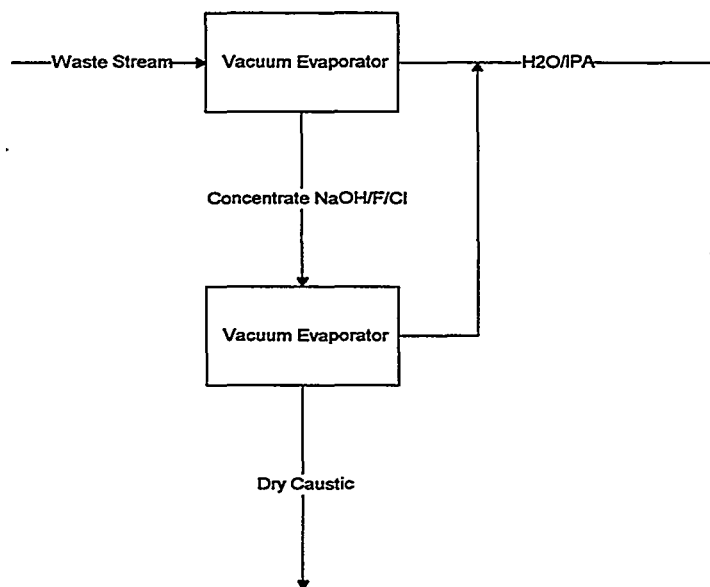 Waste Stream
Vacuum Evaporator
H2O/IPA
Concentrate NaOH/F/Cl
Vacuum Evaporator
Dry Caustic